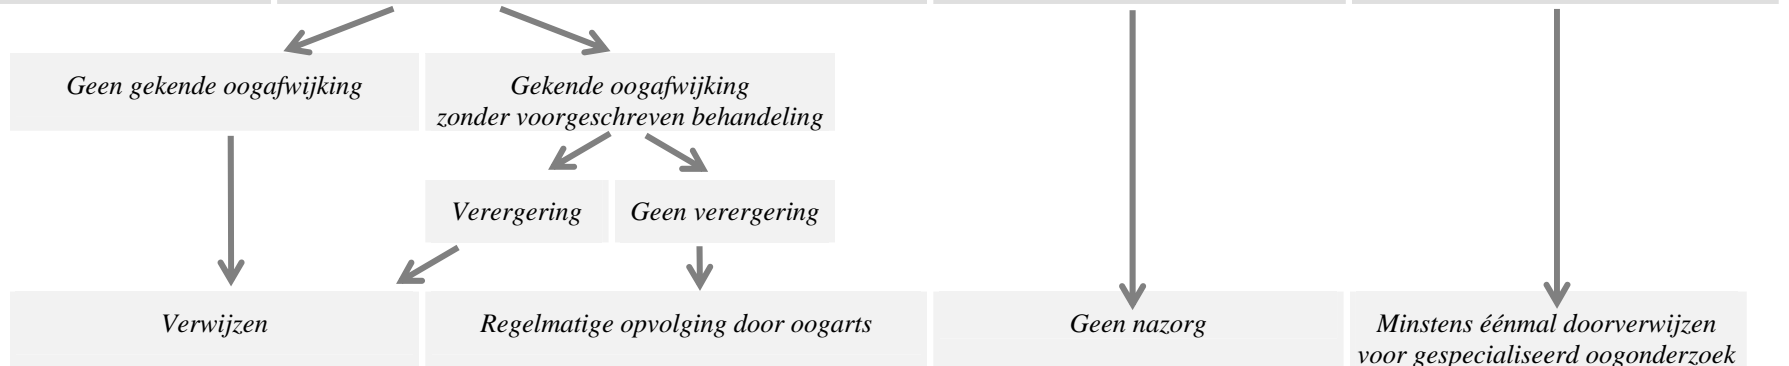 Geen gekende oogafwijking
Gekende oogafwijking
zonder voorgeschreven behandeling
Verergering
Geen verergering
Verwijzen
Regelmatige opvolging door oogarts
Geen nazorg
Minstens éénmaal doorverwijzen
voor gespecialiseerd oogonderzoek